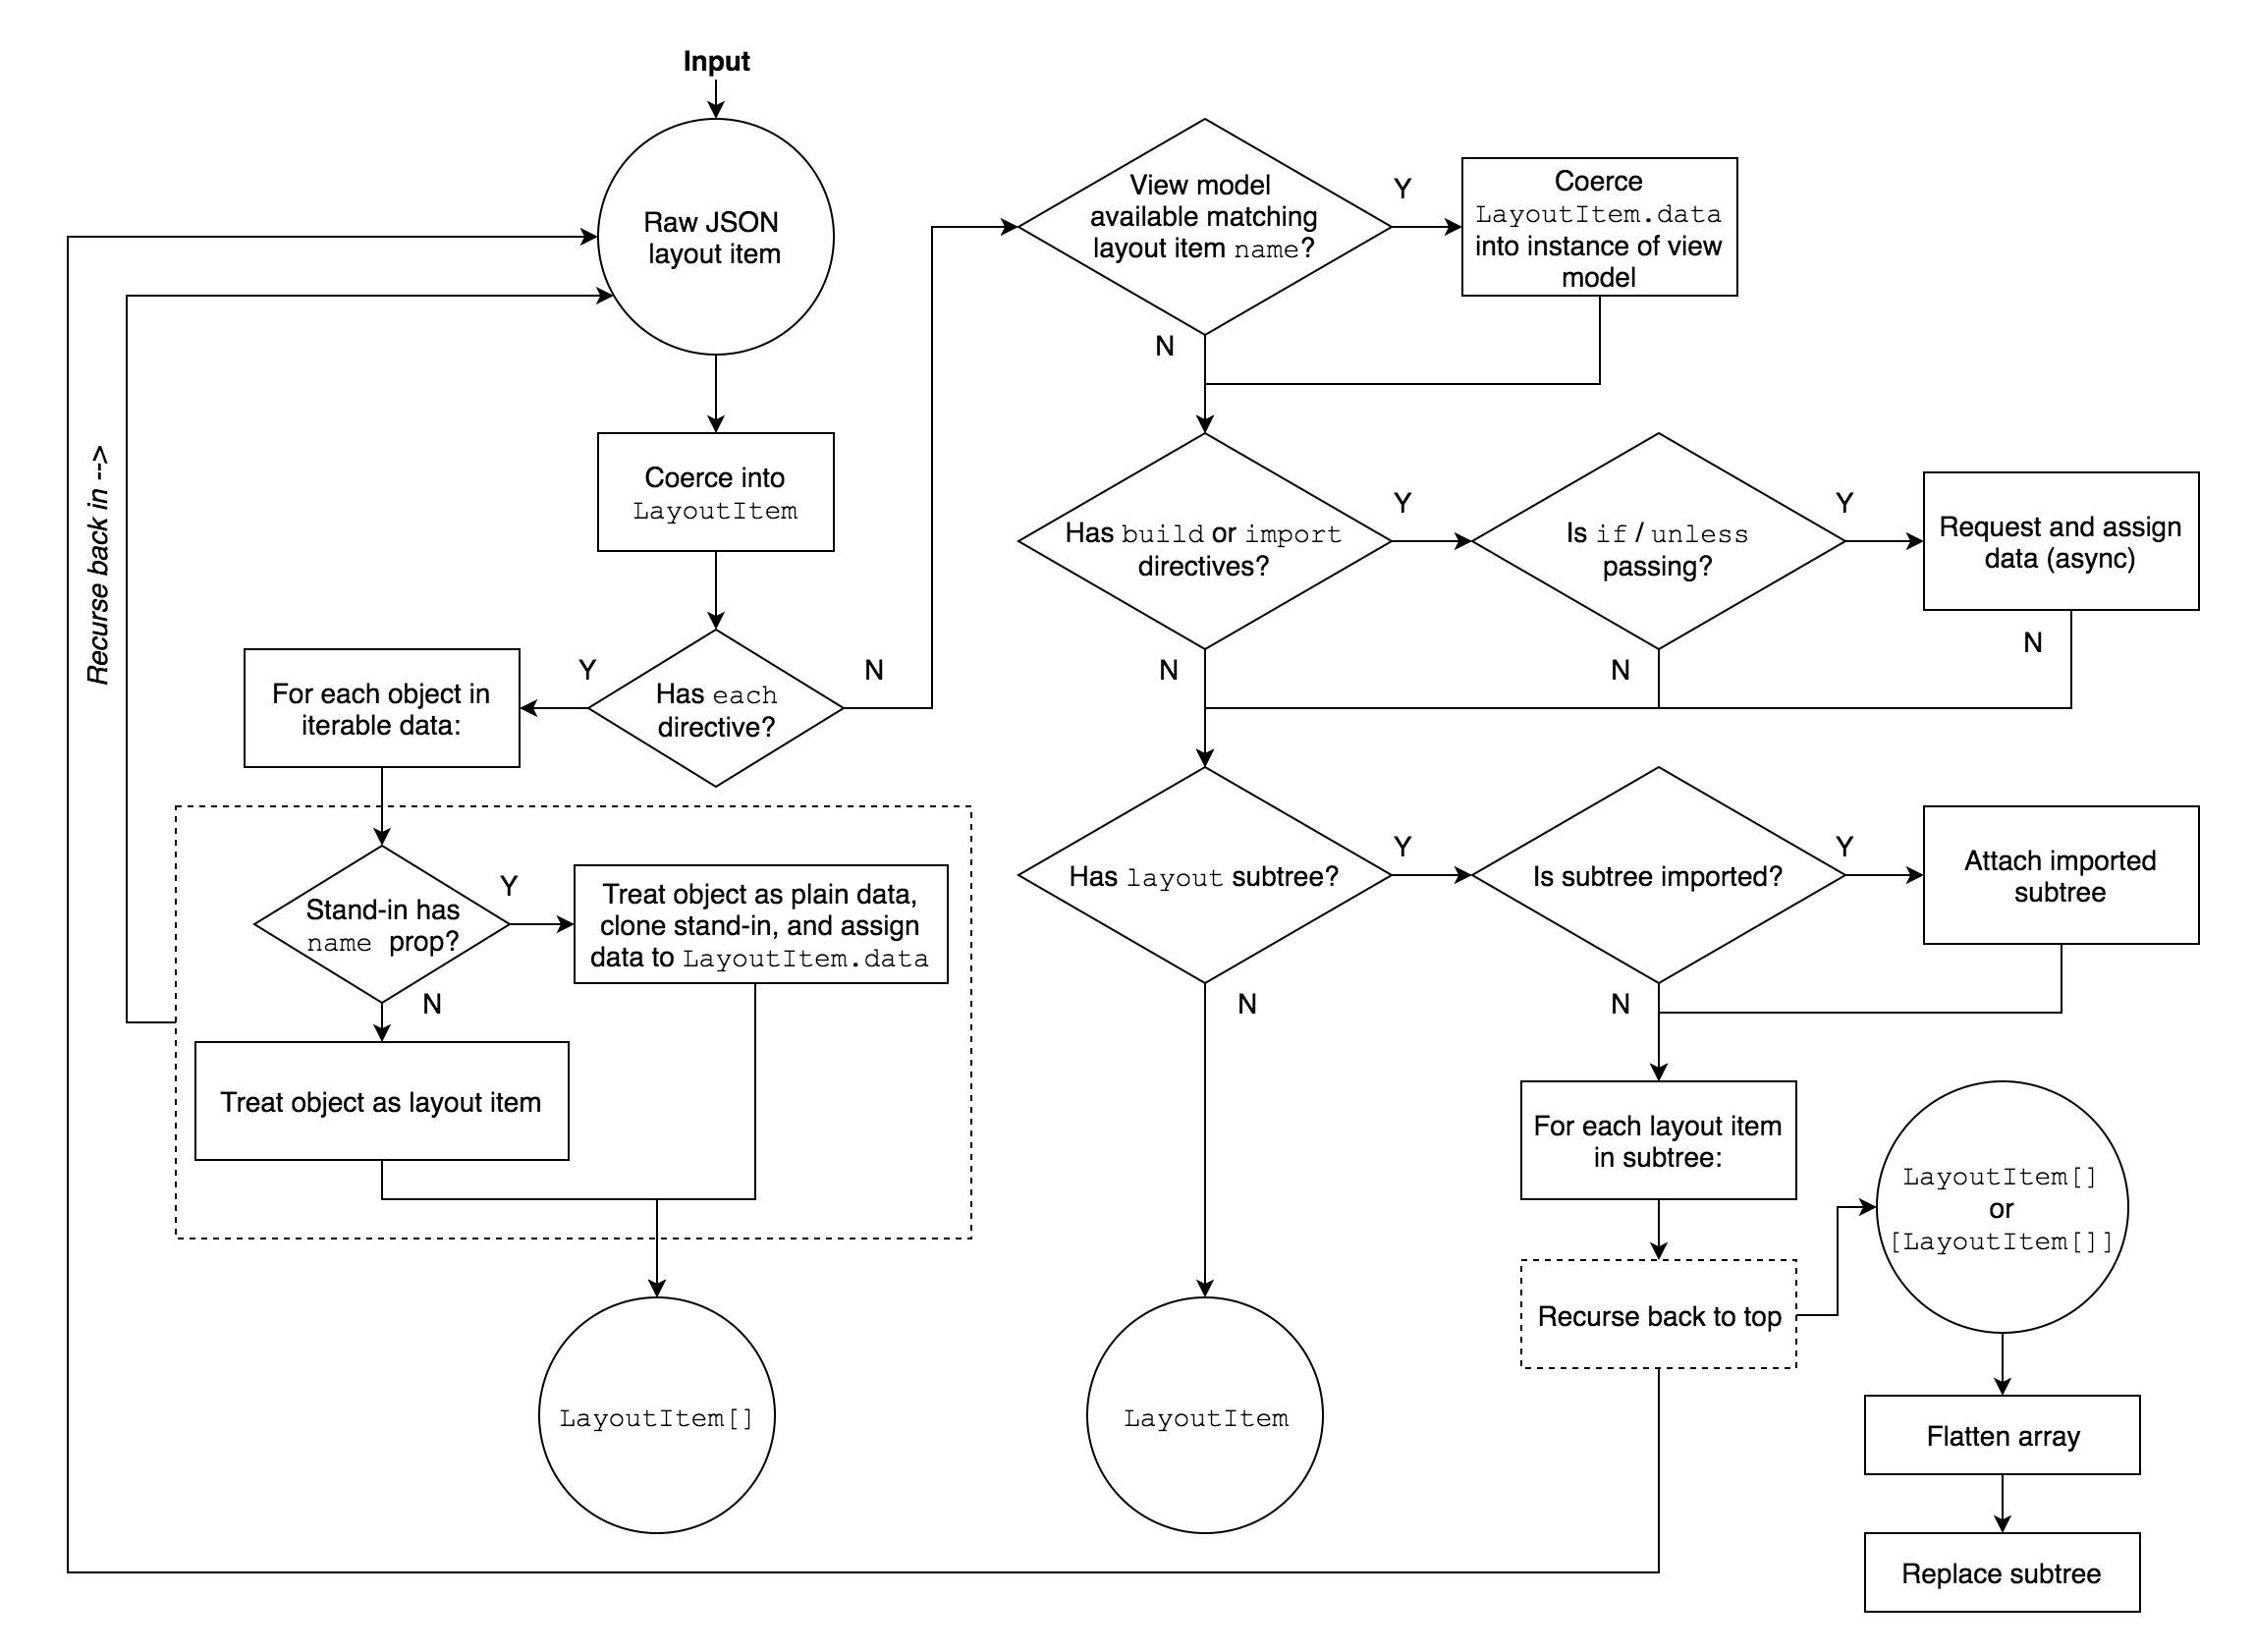 Input
Raw JSON
layout item
Coerce into
LayoutItem
Has each
directive?
Y
N
For each object in
iterable data:
Recurse back in -->
Stand-in has
name prop?
Y
N
Treat object as plain data,
clone stand-in, and assign
data to LayoutItem.data
Treat object as layout item
LayoutItem[]
View model
available matching
layout item name?
Y
N
Coerce
LayoutItem.data
into instance of view
model
Has build or import
directives?
Y
N
Is if / unless
passing?
Y
N
Request and assign
data (async)
N
Has layout subtree?
Y
N
Is subtree imported?
Y
N
Attach imported
subtree
For each layout item
in subtree:
Recurse back to top
LayoutItem[]
or
[LayoutItem[]]
Flatten array
Replace subtree
LayoutItem